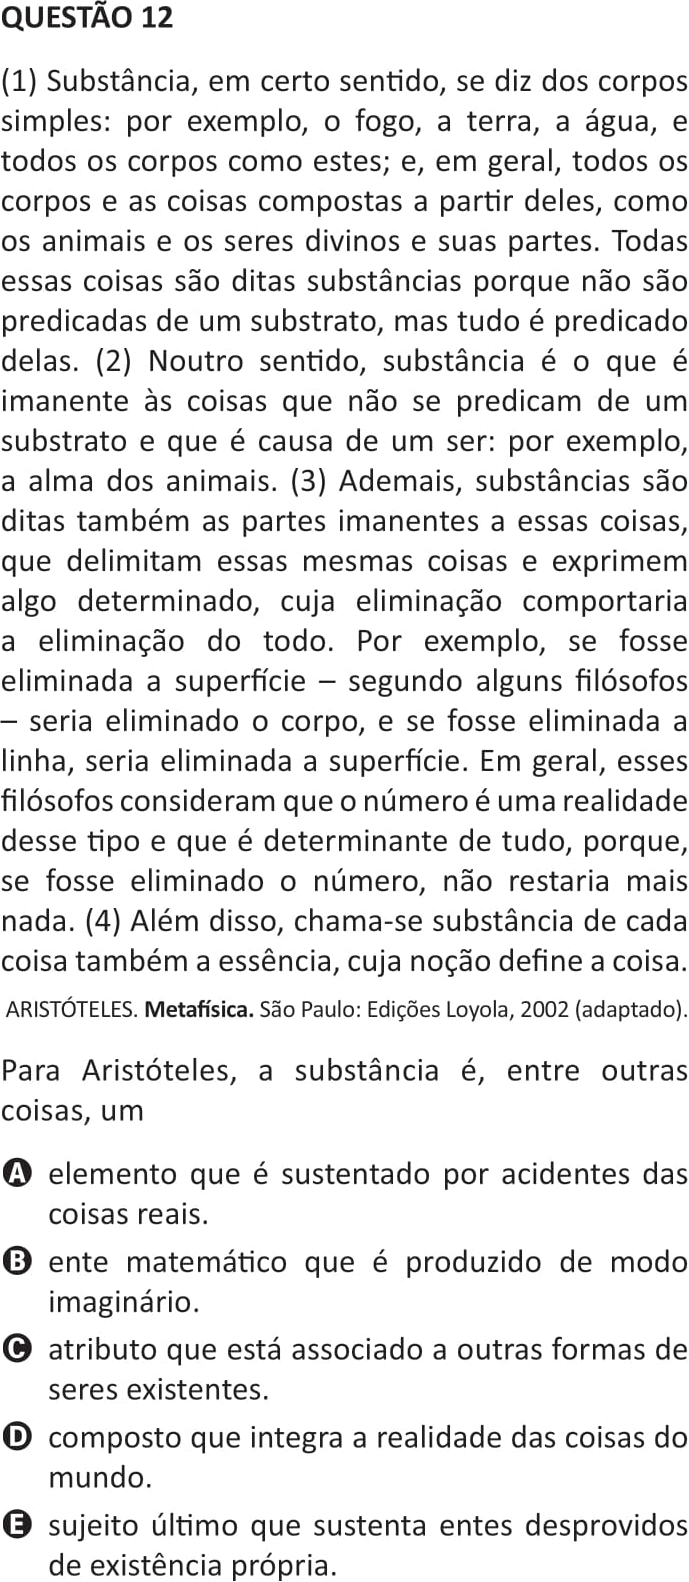 QUESTÃO 12
(1) Substância, em certo sentido, se diz dos corpos
simples: por exemplo, o fogo, a terra, a água, e
todos os corpos como estes; e, em geral, todos os
corpos e as coisas compostas a partir deles, como
os animais e os seres divinos e suas partes. Todas
essas coisas são ditas substâncias porque não são
predicadas de um substrato, mas tudo é predicado
delas. (2) Noutro sentido, substância é o que é
imanente às coisas que não se predicam de um
substrato e que é causa de um ser: por exemplo,
a alma dos animais. (3) Ademais, substâncias são
ditas também as partes imanentes a essas coisas,
que delimitam essas mesmas coisas e exprimem
algo determinado, cuja eliminação comportaria
a eliminação do todo. Por exemplo, se fosse
eliminada a superfície – segundo alguns filósofos
– seria eliminado o corpo, e se fosse eliminada a
linha, seria eliminada a superfície. Em geral, esses
filósofos consideram que o número é uma realidade
desse tipo e que é determinante de tudo, porque,
se fosse eliminado o número, não restaria mais
nada. (4) Além disso, chama-se substância de cada
coisa também a essência, cuja noção define a coisa.
ARISTÓTELES. Metafísica. São Paulo: Edições Loyola, 2002 (adaptado).
Para Aristóteles, a substância é, entre outras
coisas, um
A elemento que é sustentado por acidentes das
coisas reais.
B ente matemático que é produzido de modo
imaginário.
C atributo que está associado a outras formas de
seres existentes.
D composto que integra a realidade das coisas do
mundo.
E sujeito último que sustenta entes desprovidos
de existência própria.